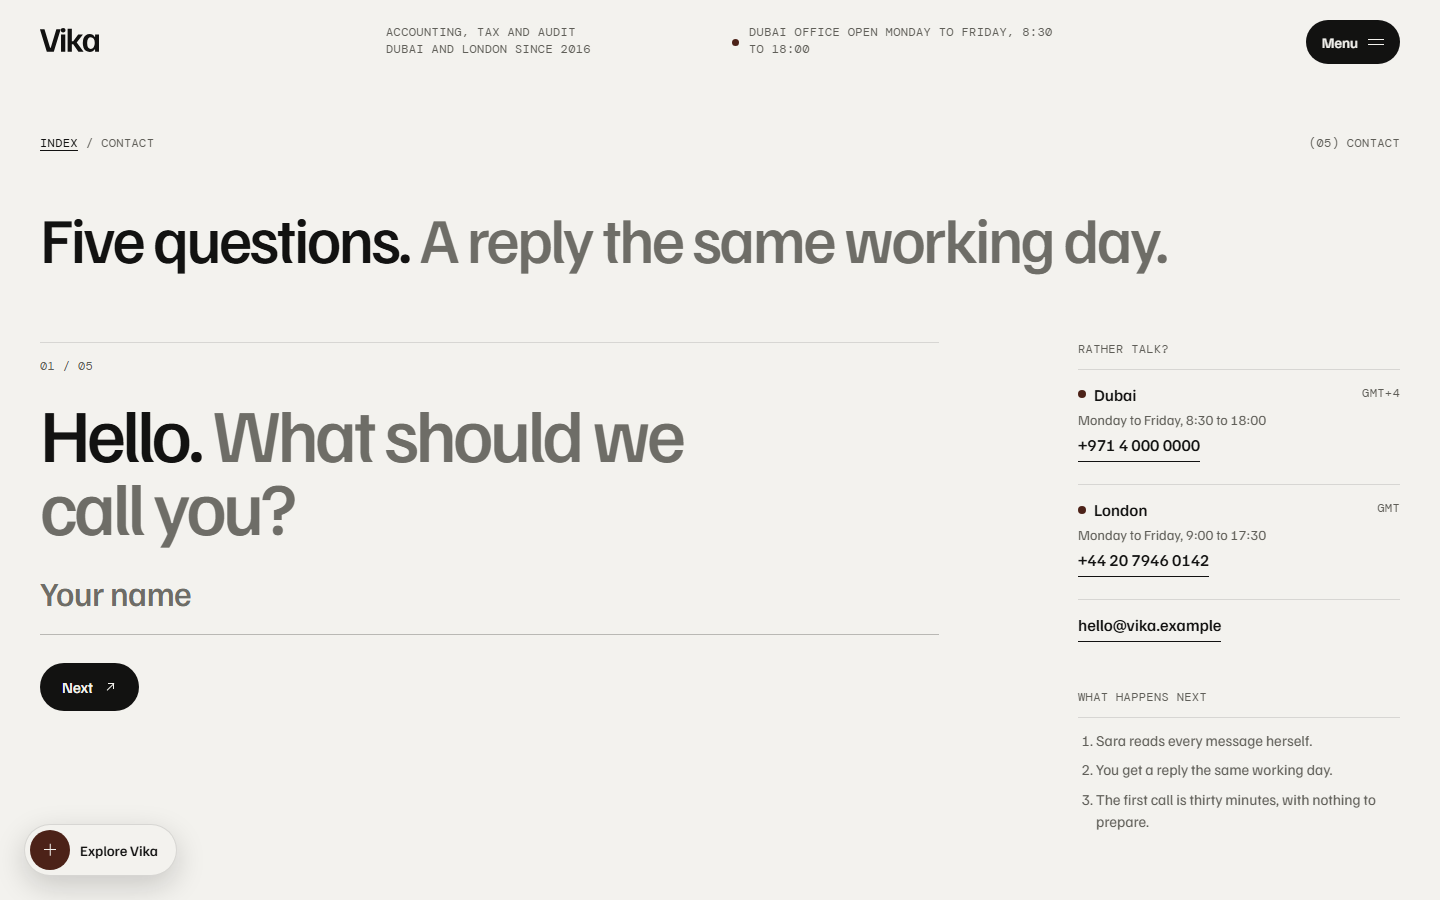 Vika
ACCOUNTING, TAX AND AUDIT
DUBAI AND LONDON SINCE 2016
DUBAI OFFICE OPEN MONDAY TO FRIDAY, 8:30
TO 18:00
Menu
INDEX / CONTACT
(05) CONTACT
Five questions. A reply the same working day.
01 / 05
Hello. What should we
call you?
Your name
Next
RATHER TALK?
Dubai
GMT+4
Monday to Friday, 8:30 to 18:00
+971 4 000 0000
London
GMT
Monday to Friday, 9:00 to 17:30
+44 20 7946 0142
hello@vika.example
WHAT HAPPENS NEXT
1. Sara reads every message herself.
2. You get a reply the same working day.
3. The first call is thirty minutes, with nothing to
prepare.
Explore Vika